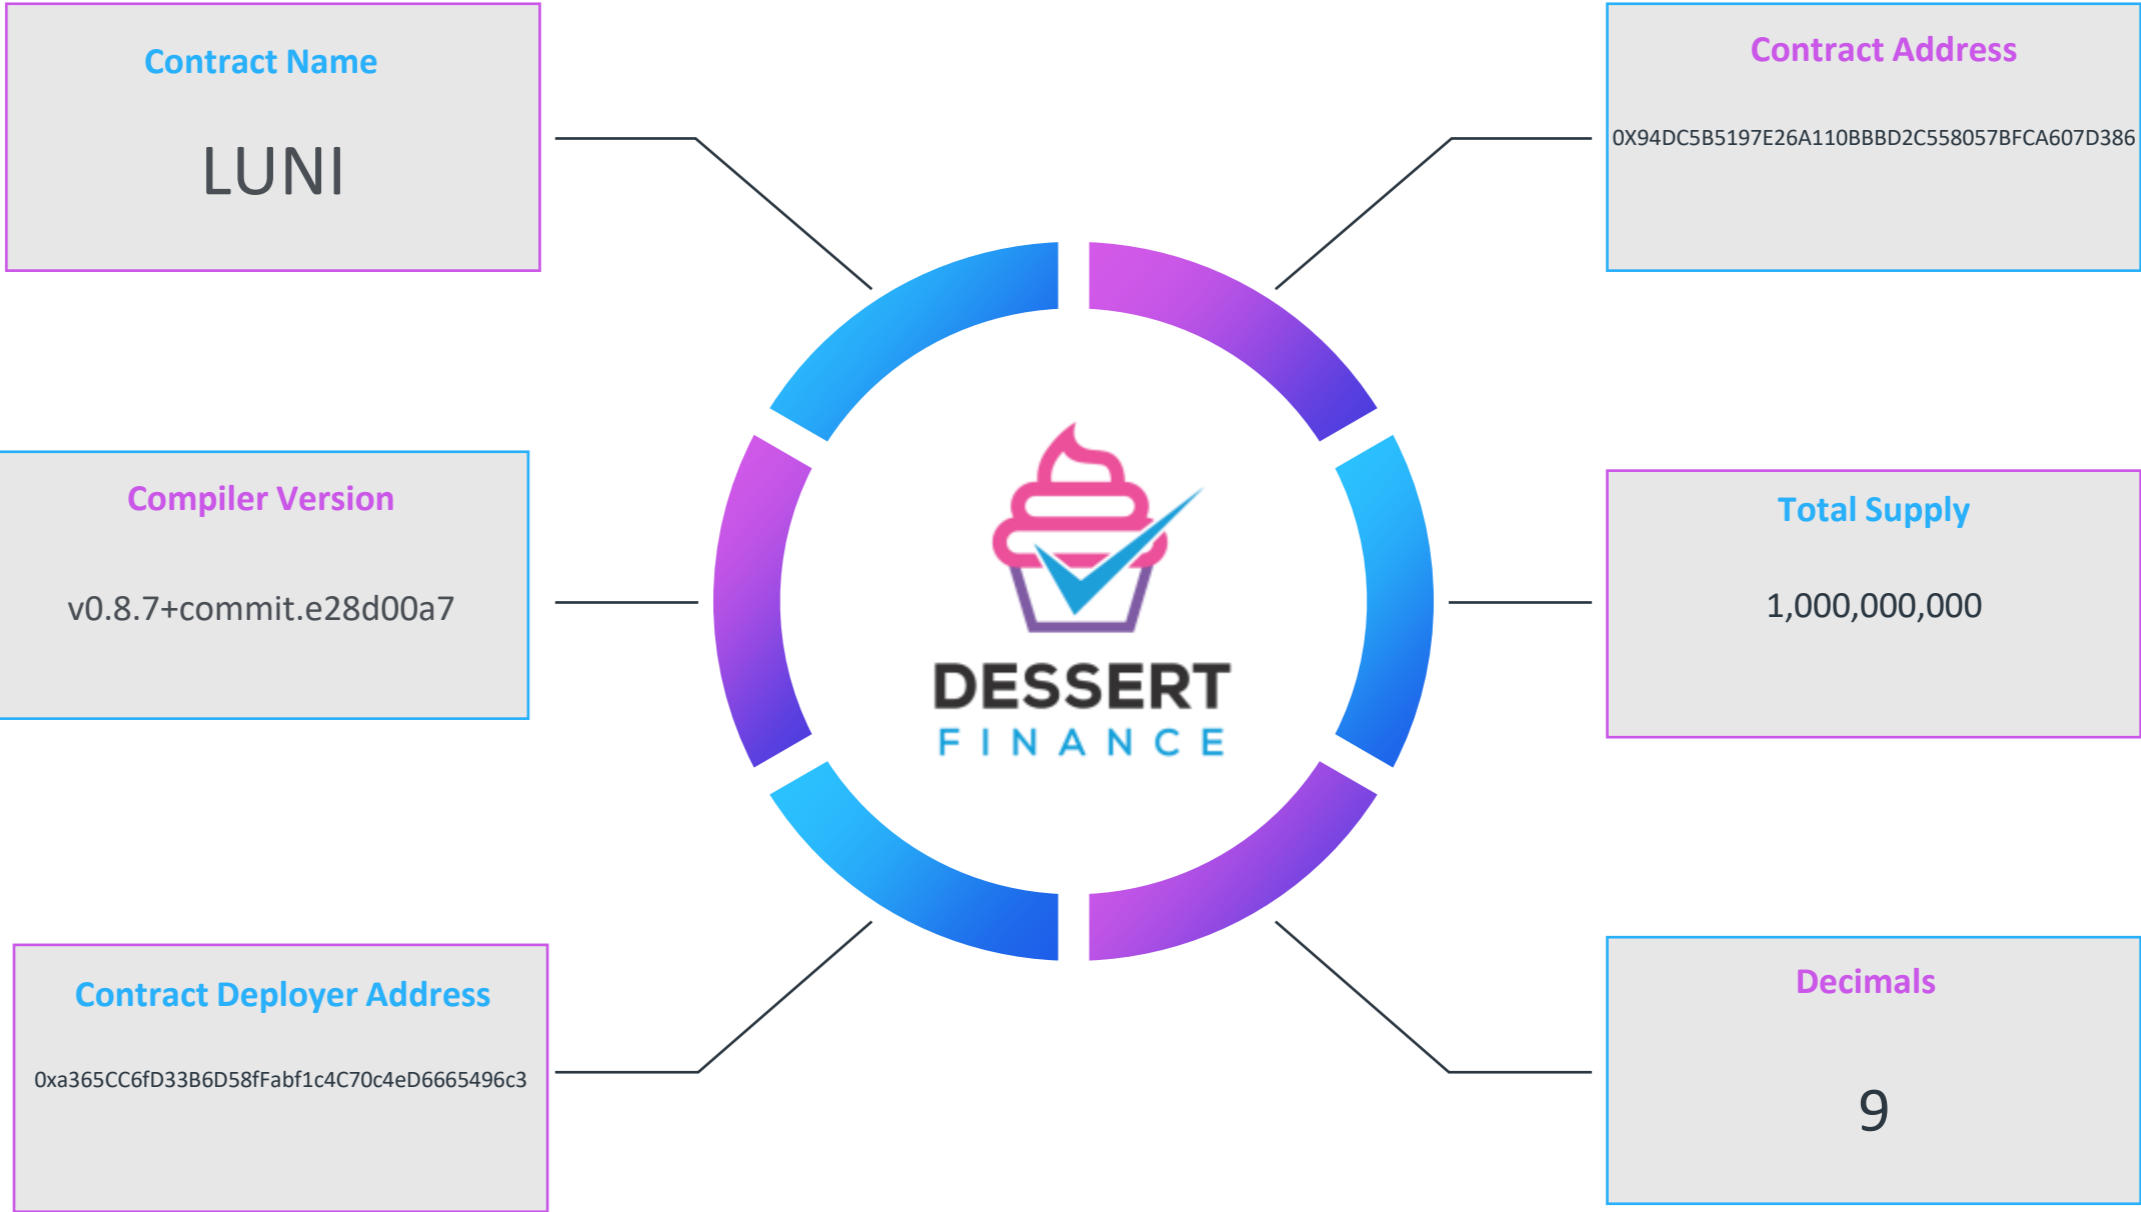 Contract Name
LUNI
Contract Address
0X94DC5B5197E26A110BBBD2C558057BFCA607D386
Compiler Version
v0.8.7+commit.e28d00a7
DESSERT
FINANCE
Total Supply
1,000,000,000
Contract Deployer Address
0xa365CC6fD33B6D58fFabf1c4C70c4eD6665496c3
Decimals
9